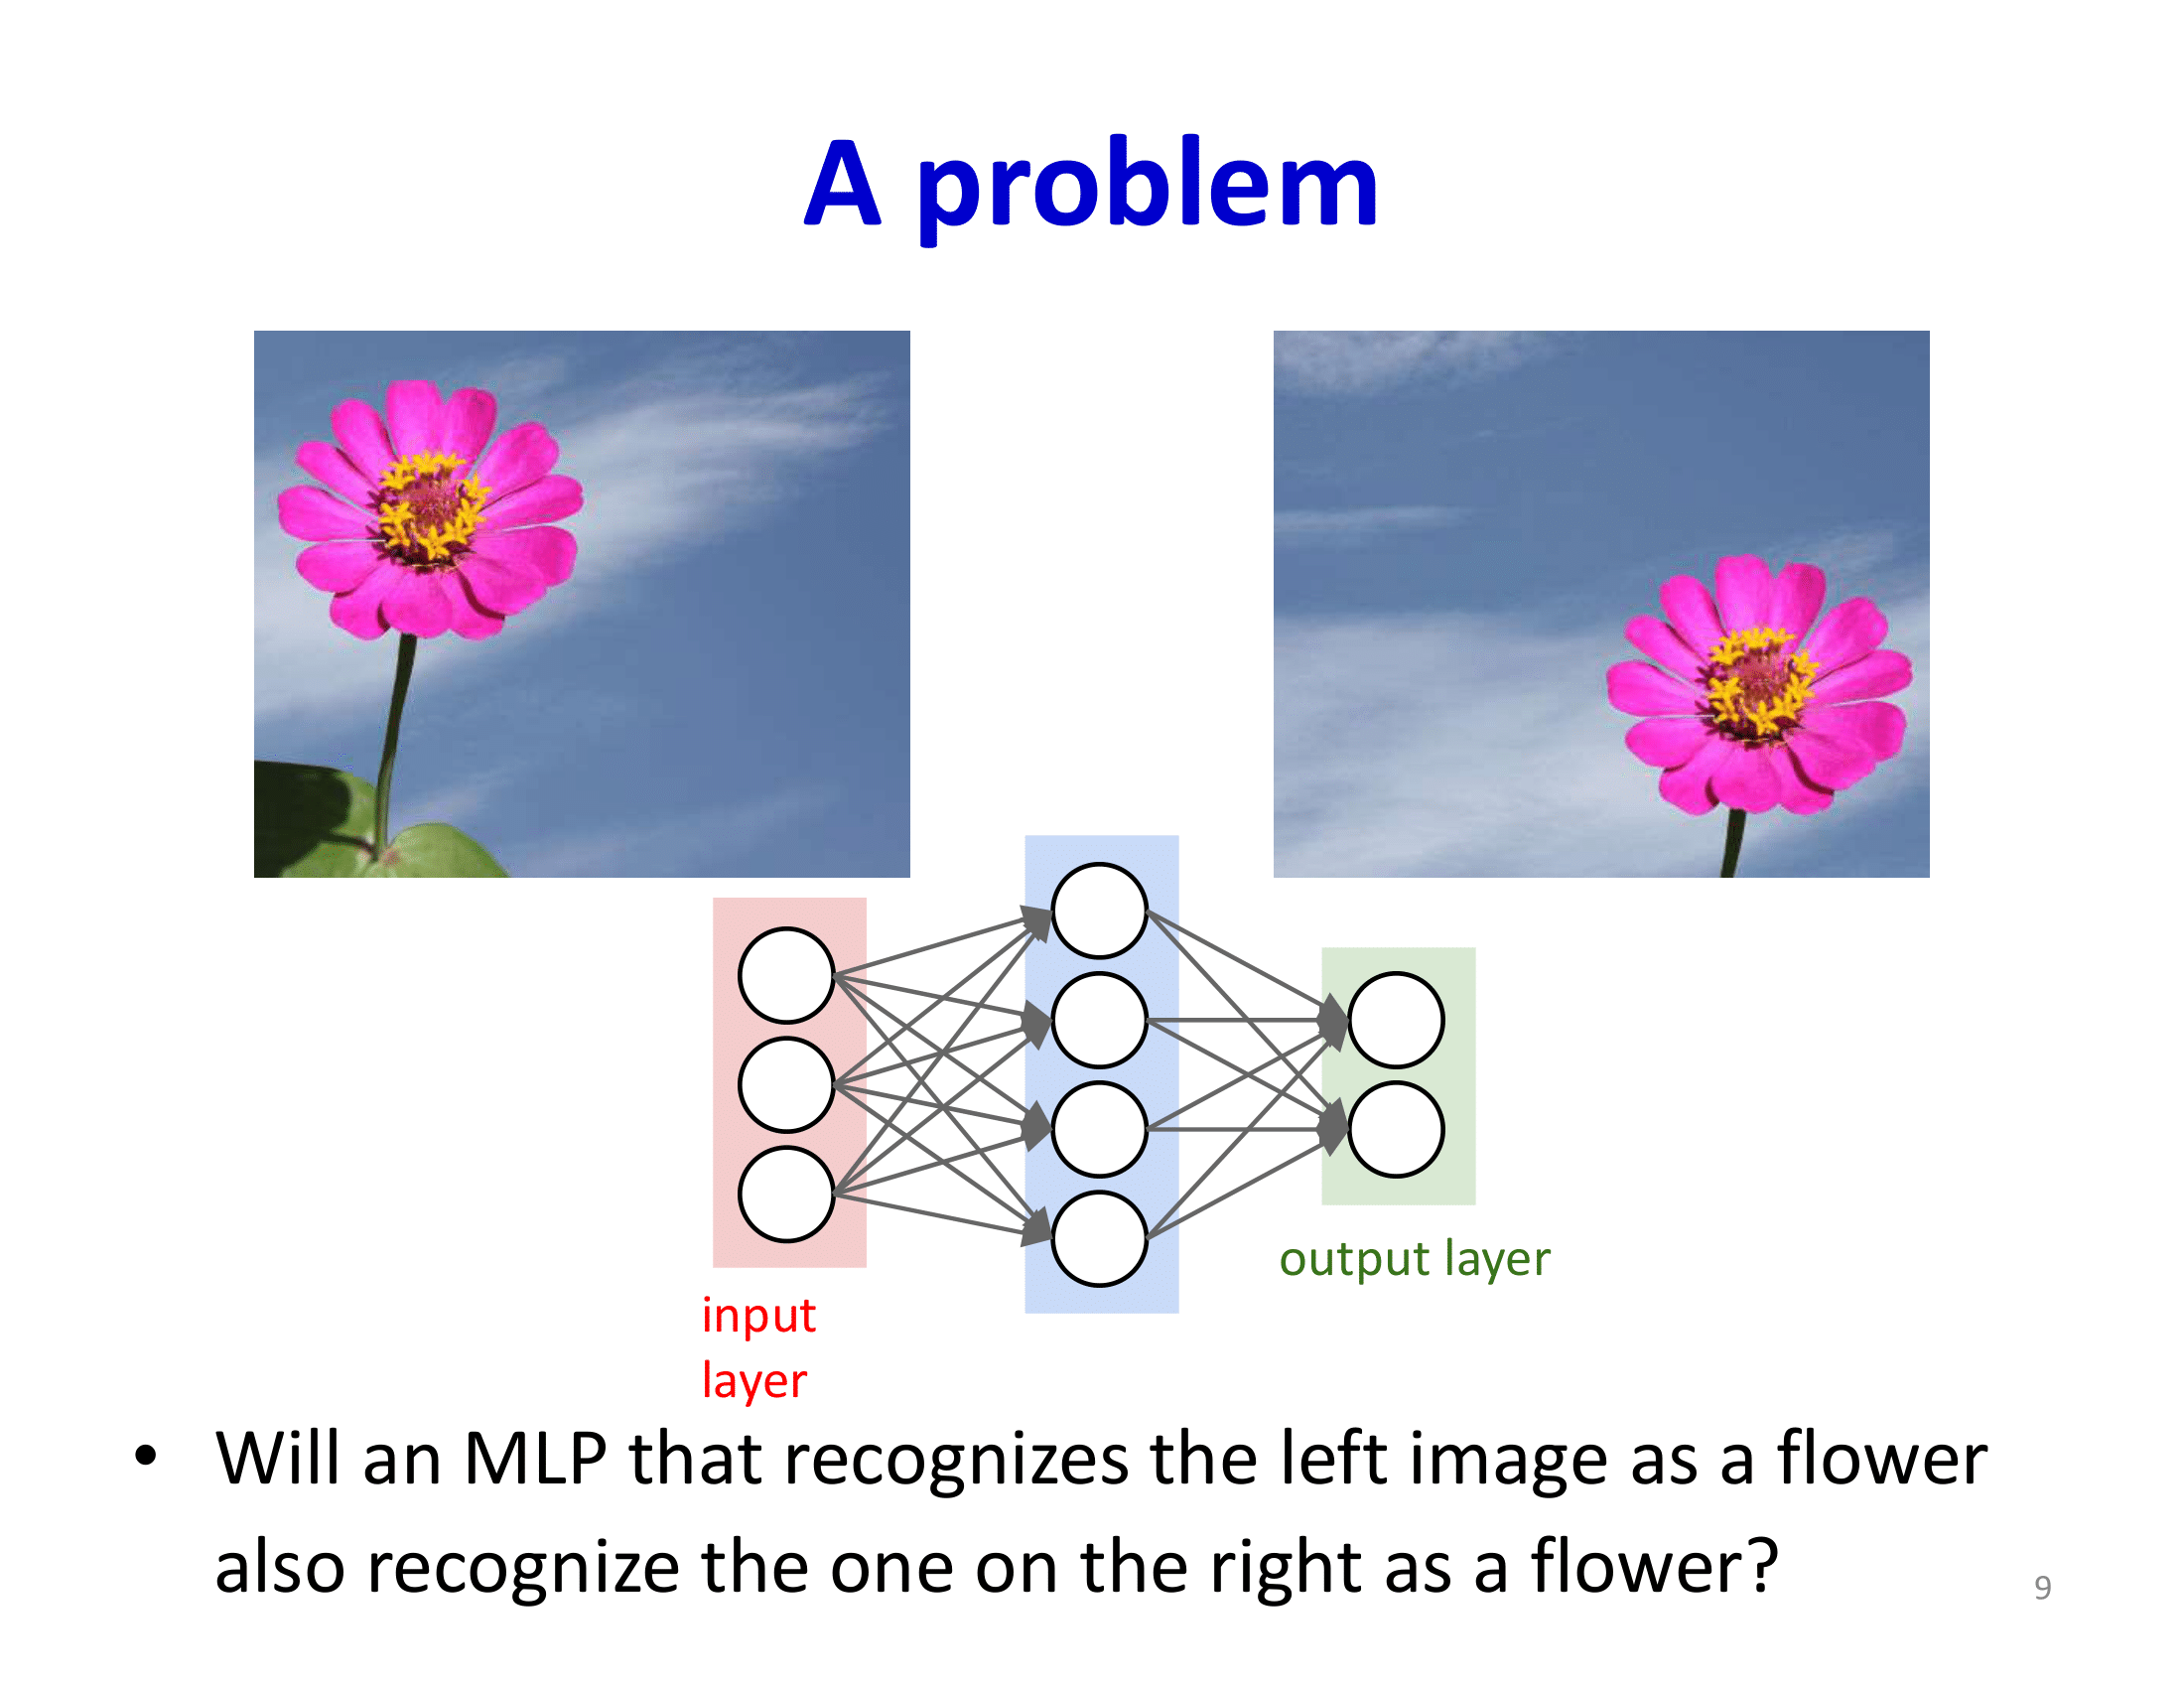 A problem
input
layer
output layer
• Will an MLP that recognizes the left image as a flower
also recognize the one on the right as a flower?
9